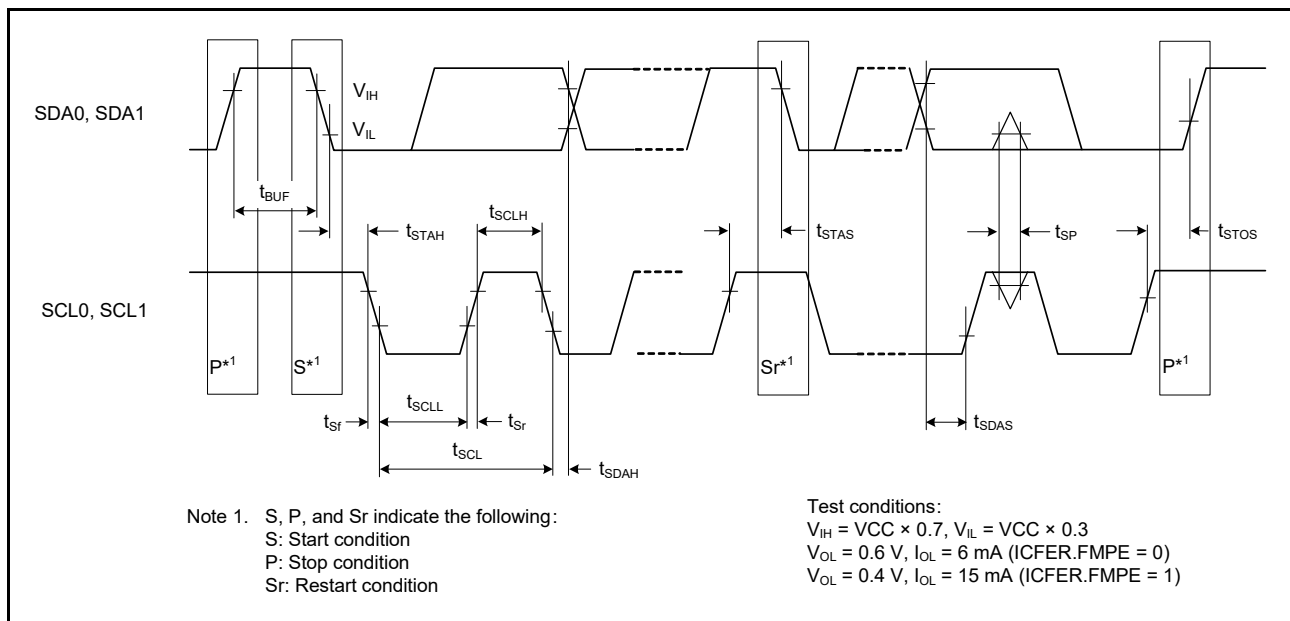 SDA0, SDA1
V_IH
V_IL
t_BUF
t_STAH
t_SCLH
t_STAS
t_SP
t_STOS
SCL0, SCL1
P*¹
S*¹
Sr*¹
P*¹
t_Sf
t_SCLL
t_Sr
t_SDAS
t_SCL
t_SDAH
Note 1. S, P, and Sr indicate the following:
S: Start condition
P: Stop condition
Sr: Restart condition
Test conditions:
V_IH = VCC × 0.7, V_IL = VCC × 0.3
V_OL = 0.6 V, I_OL = 6 mA (ICFER.FMPE = 0)
V_OL = 0.4 V, I_OL = 15 mA (ICFER.FMPE = 1)